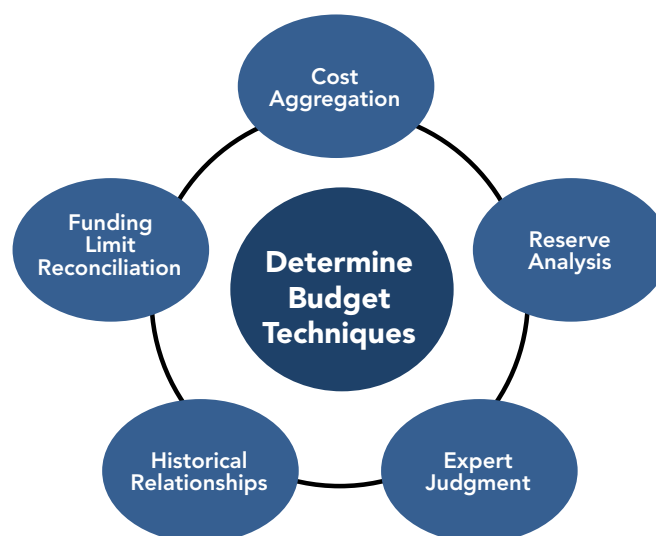 Cost
Aggregation
Funding
Limit
Reconciliation
Reserve
Analysis
Determine
Budget
Techniques
Historical
Relationships
Expert
Judgment